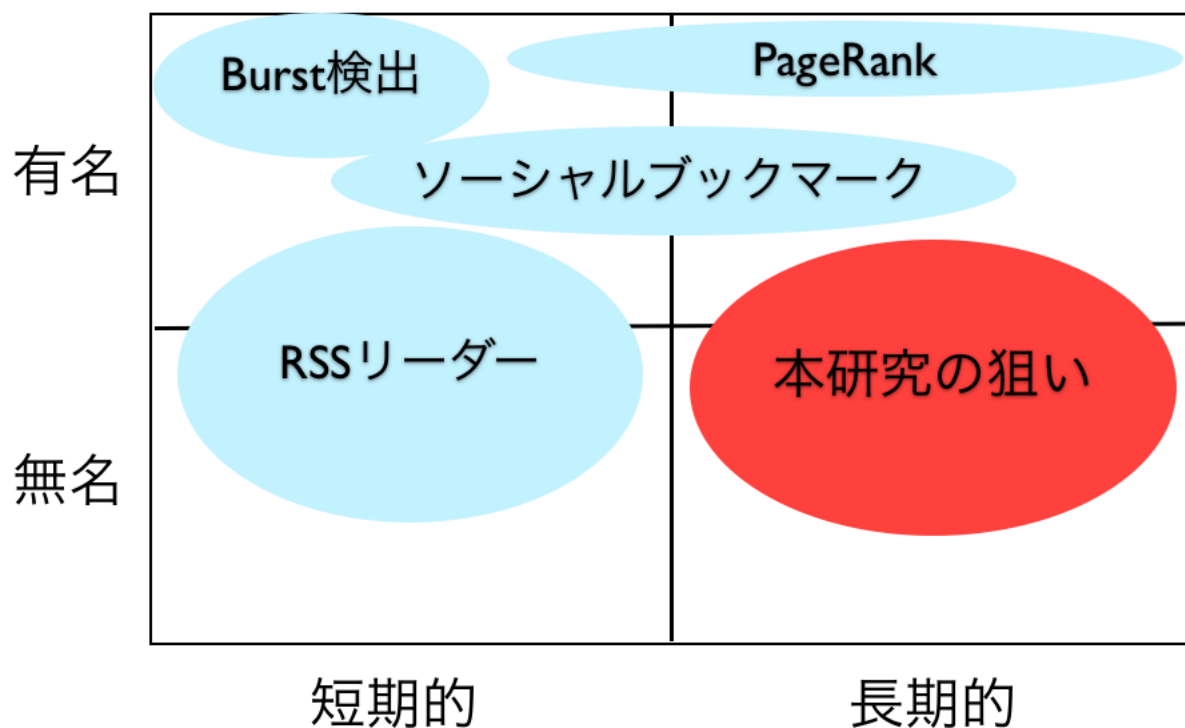 Burst検出
PageRank
有名
ソーシャルブックマーク
RSSリーダー
本研究の狙い
無名
短期的
長期的